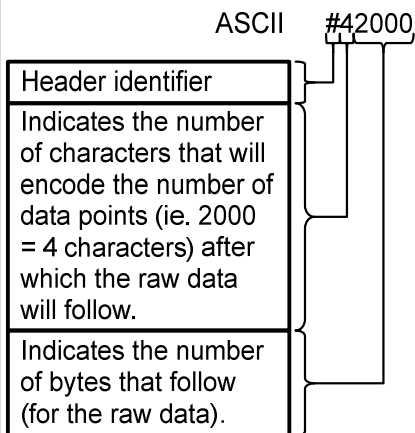 ASCII #42000
Header identifier
Indicates the number
of characters that will
encode the number of
data points (ie. 2000
= 4 characters) after
which the raw data
will follow.
Indicates the number
of bytes that follow
(for the raw data).